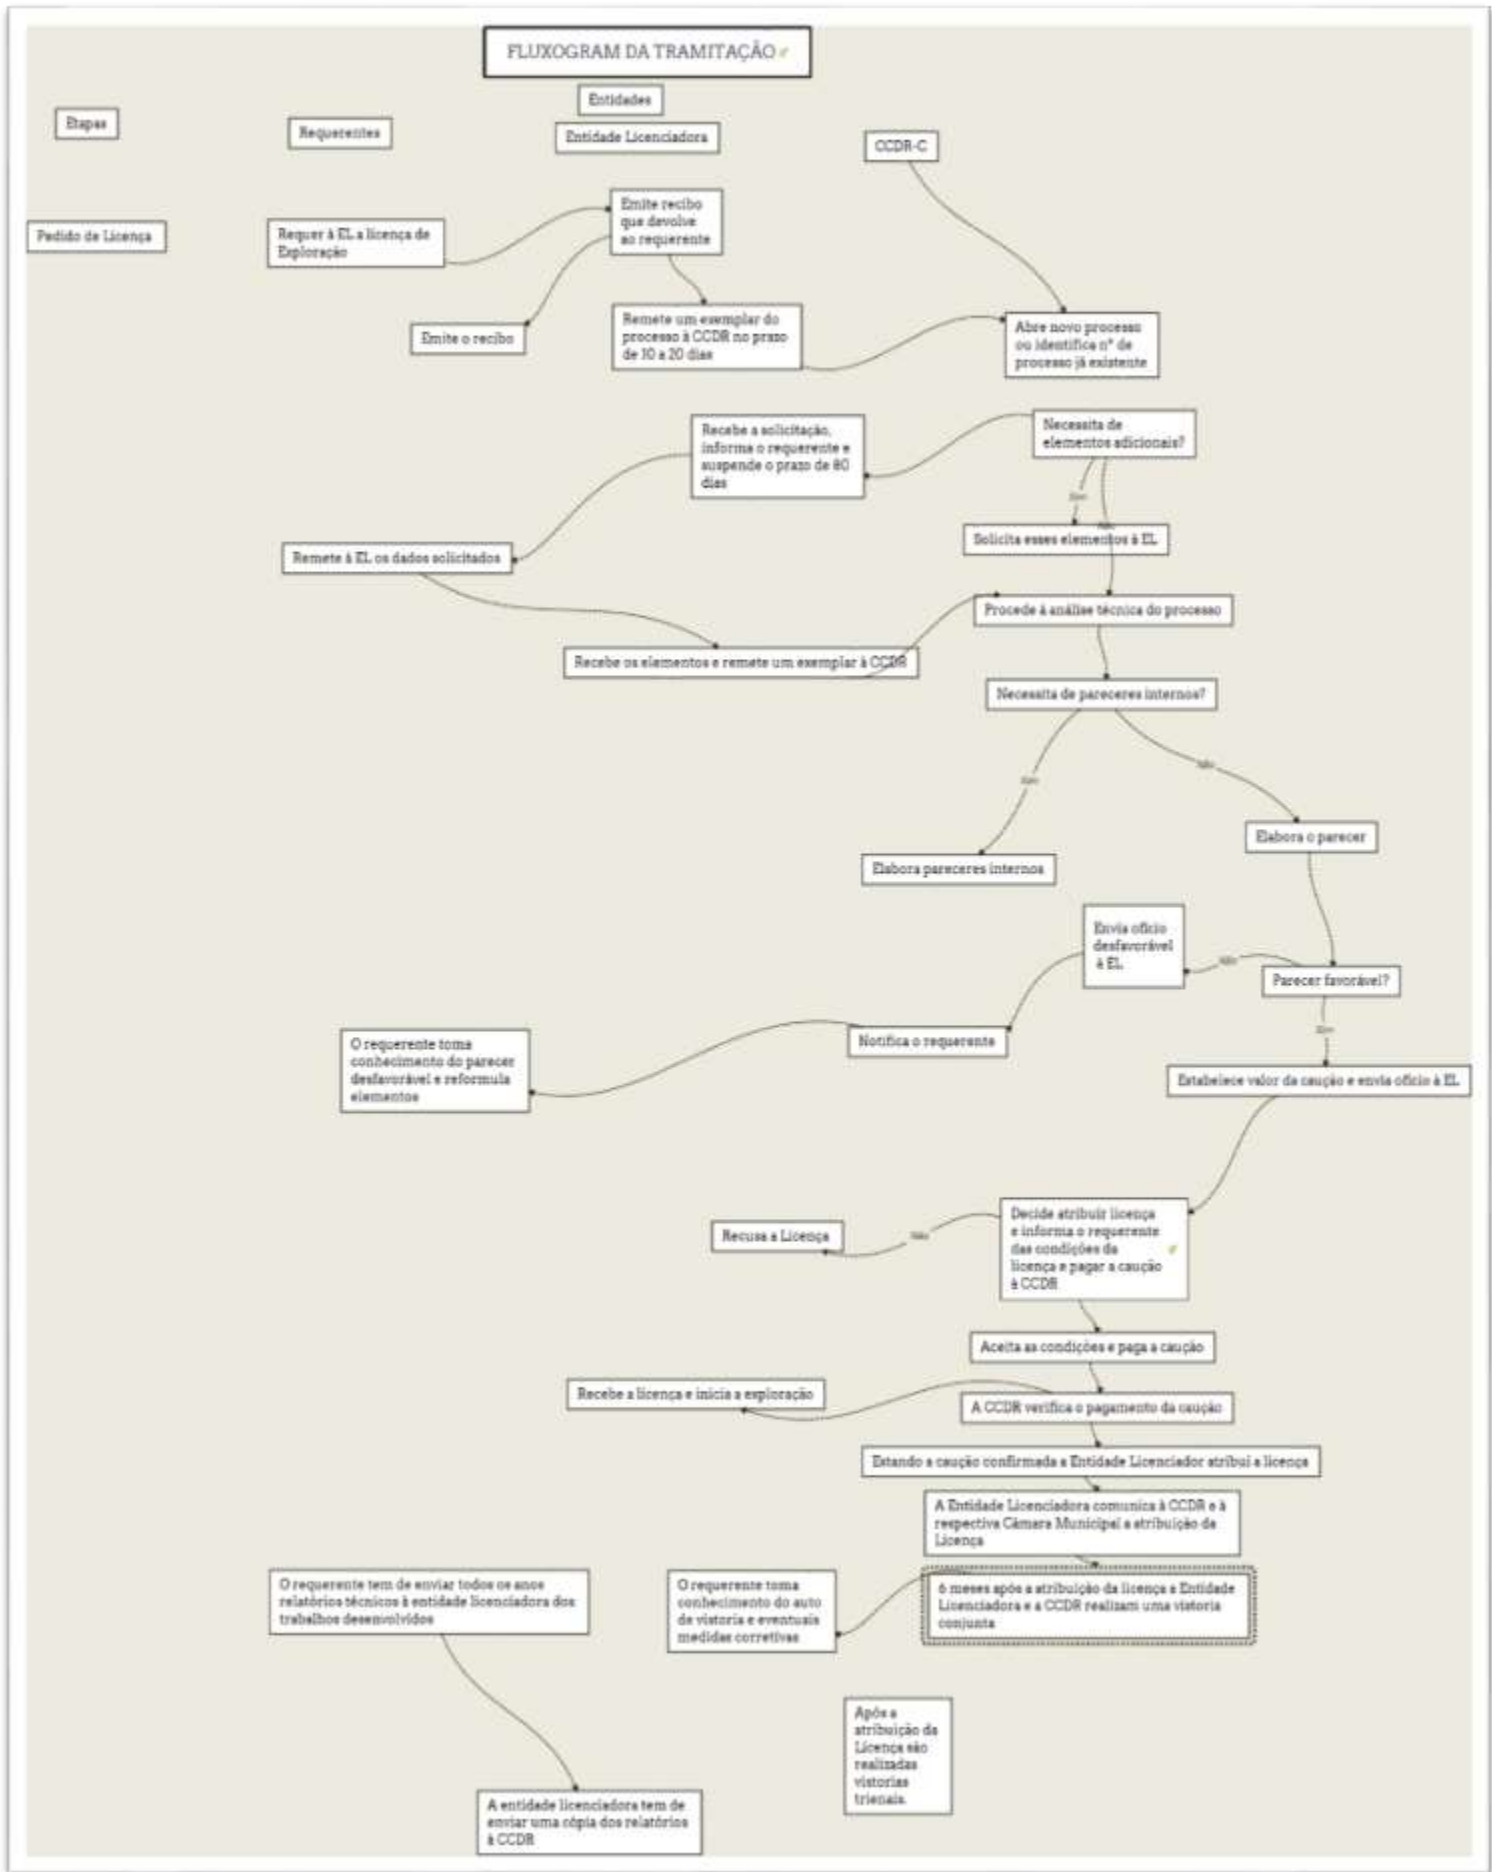 FLUXOGRAM DA TRAMITAÇÃO
Entidades
Etapas
Requerentes
Entidade Licenciadora
CCDR-C
Pedido de Licença
Requer à EL a licença de
Exploração
Emite recibo
que devolve
ao requerente
Emite o recibo
Remete um exemplar do
processo à CCDR no prazo
de 10 a 20 dias
Abre novo processo
ou identifica nº de
processo já existente
Necessita de
elementos adicionais?
Recebe a solicitação,
informa o requerente e
suspende o prazo de
dias
Sim
Não
Solicita esses elementos à EL
Remete à EL os dados solicitados
Procede à análise técnica do processo
Recebe os elementos e remete um exemplar à CCDR
Necessita de pareceres internos?
Sim
Não
Elabora o parecer
Elabora pareceres internos
Envia ofício
desfavorável
à EL
Não
Parecer favorável?
Sim
Notifica o requerente
O requerente toma
conhecimento do parecer
desfavorável e reformula
elementos
Estabelece valor da caução e envia ofício à EL
Decide atribuir licença
e informa o requerente
das condições da
licença e pagar a caução
à CCDR
Não
Recusa a Licença
Aceita as condições e paga a caução
Recebe a licença e inicia a exploração
A CCDR verifica o pagamento da caução
Estando a caução confirmada a Entidade Licenciador atribui a licença
A Entidade Licenciadora comunica à CCDR e à
respectiva Câmara Municipal a atribuição da
Licença
O requerente tem de enviar todos os anos
relatórios técnicos à entidade licenciadora dos
trabalhos desenvolvidos
O requerente toma
conhecimento do auto
de vistoria e eventuais
medidas corretivas
6 meses após a atribuição da licença a Entidade
Licenciadora e a CCDR realizam uma vistoria
conjunta
Após a
atribuição da
Licença são
realizadas
vistorias
trienais.
A entidade licenciadora tem de
enviar uma cópia dos relatórios
à CCDR